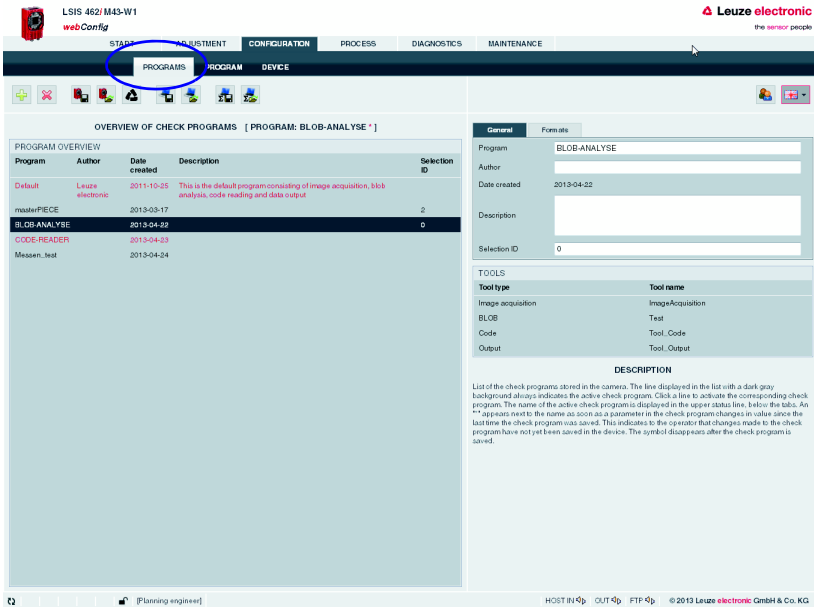 LSIS 462i M43-W1
webConfig
Leuze electronic
the sensor people
START ADJUSTMENT CONFIGURATION PROCESS DIAGNOSTICS MAINTENANCE
PROGRAMS PROGRAM DEVICE
OVERVIEW OF CHECK PROGRAMS [ PROGRAM: BLOB-ANALYSE * ]
PROGRAM OVERVIEW
Program Author Date created Description Selection ID
Default Leuze electronic 2011-10-25 This is the default program consisting of image acquisition, blob
analysis, code reading and data output
masterPIECE 2013-03-17 2
BLOB-ANALYSE 2013-04-22 0
CODE-READER 2013-04-23
Messen_test 2013-04-24
General Formats
Program BLOB-ANALYSE
Author
Date created 2013-04-22
Description
Selection ID 0
TOOLS
Tool type Tool name
Image acquisition ImageAcquisition
BLOB Test
Code Tool_Code
Output Tool_Output
DESCRIPTION
List of the check programs stored in the camera. The line displayed in the list with a dark gray
background always indicates the active check program. Click a line to activate the corresponding check
program. The name of the active check program is displayed in the upper status line, below the tabs. An
"*" appears next to the name as soon as a parameter in the check program changes in value since the
last time the check program was saved. This indicates to the operator that changes made to the check
program have not yet been saved in the device. The symbol disappears after the check program is
saved.
[Planning engineer]
HOST IN OUT FTP © 2013 Leuze electronic GmbH & Co. KG